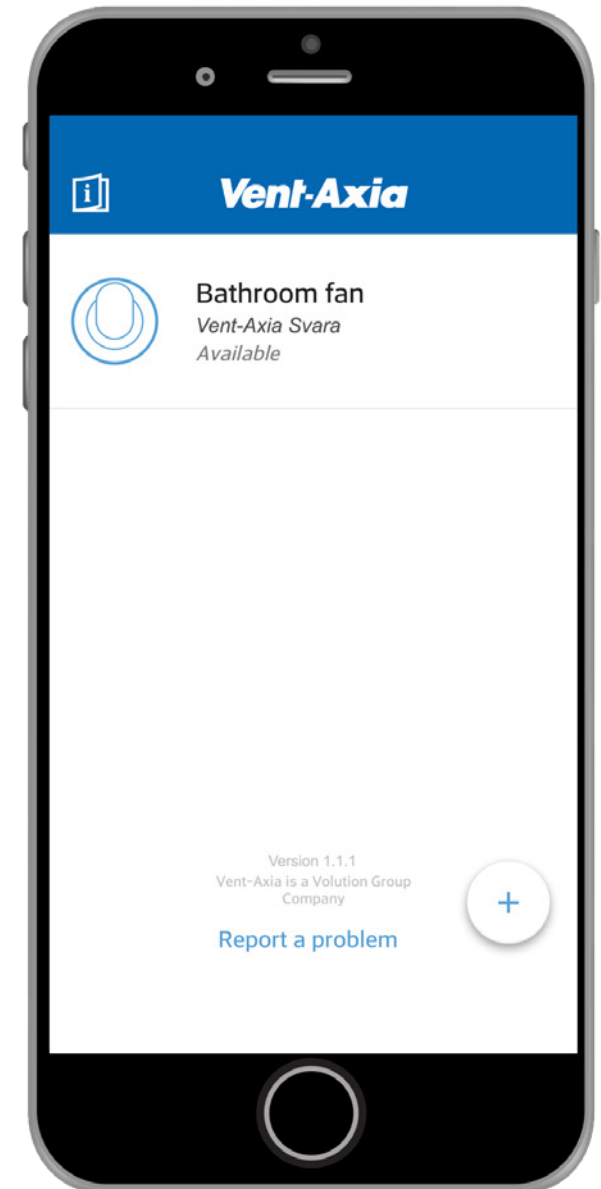 i
Vent-Axia
Bathroom fan
Vent-Axia Svara
Available
Version 1.1.1
Vent-Axia is a Volution Group
Company
+
Report a problem